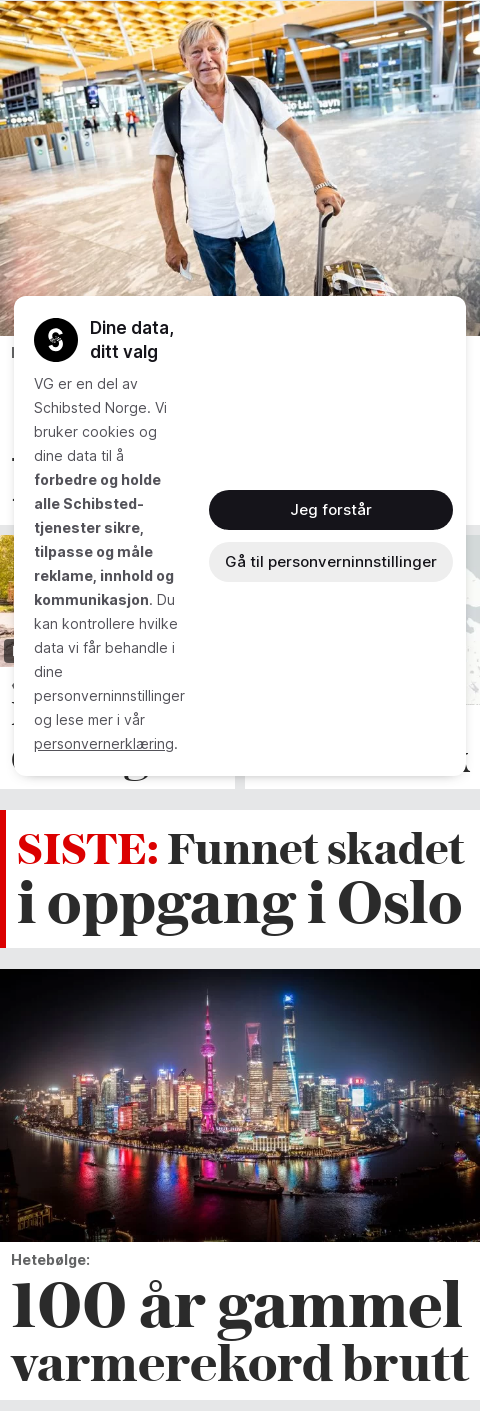 Dine data,
ditt valg
VG er en del av
Schibsted Norge. Vi
bruker cookies og
dine data til å
forbedre og holde
alle Schibsted-
tjenester sikre,
tilpasse og måle
reklame, innhold og
kommunikasjon. Du
kan kontrollere hvilke
data vi får behandle i
dine
personverninnstillinger
og lese mer i vår
personvernerklæring.
Jeg forstår
Gå til personverninnstillinger
SISTE: Funnet skadet
i oppgang i Oslo
Hetebølge:
100 år gammel
varmerekord brutt